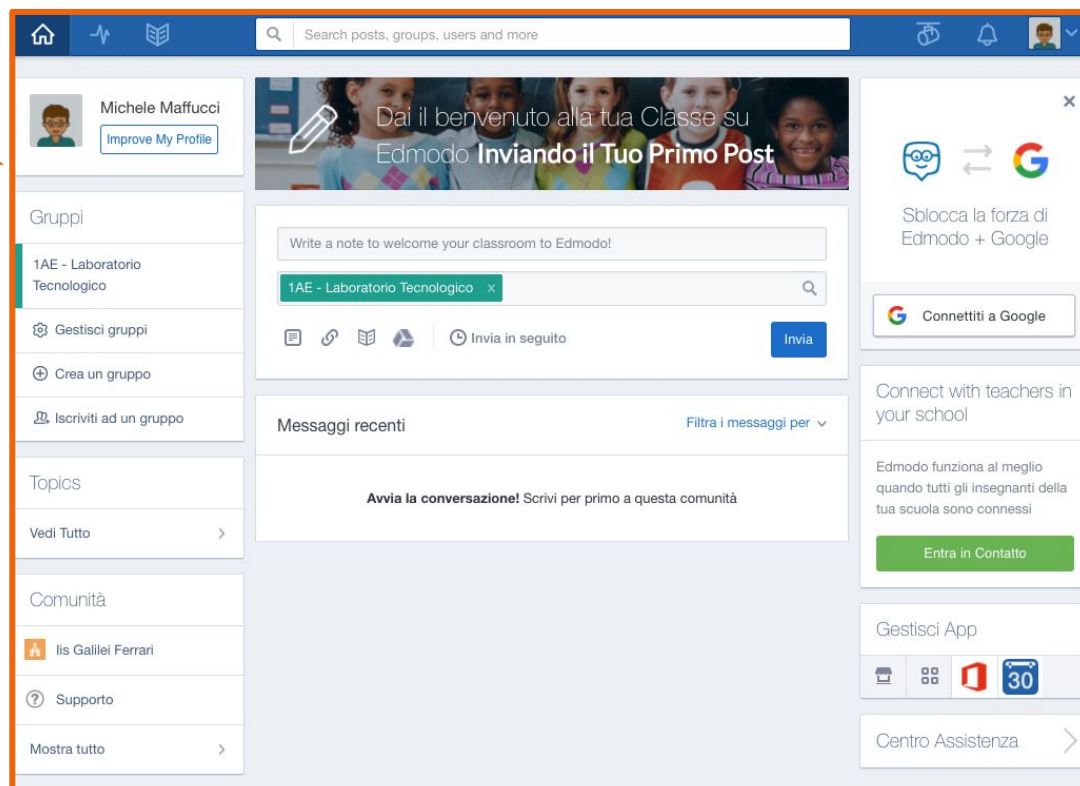 Search posts, groups, users and more
Michele Maffucci
Improve My Profile
Gruppi
1AE - Laboratorio
Tecnologico
Gestisci gruppi
Crea un gruppo
Iscriviti ad un gruppo
Topics
Vedi Tutto
Comunità
Iis Galilei Ferrari
Supporto
Mostra tutto
Dai il benvenuto alla tua Classe su
Edmodo Inviando il Tuo Primo Post
Write a note to welcome your classroom to Edmodo!
1AE - Laboratorio Tecnologico ×
Invia in seguito
Invia
Messaggi recenti
Filtra i messaggi per
Avvia la conversazione! Scrivi per primo a questa comunità
Sblocca la forza di
Edmodo + Google
Connettiti a Google
Connect with teachers in
your school
Edmodo funziona al meglio
quando tutti gli insegnanti della
tua scuola sono connessi
Entra in Contatto
Gestisci App
30
Centro Assistenza